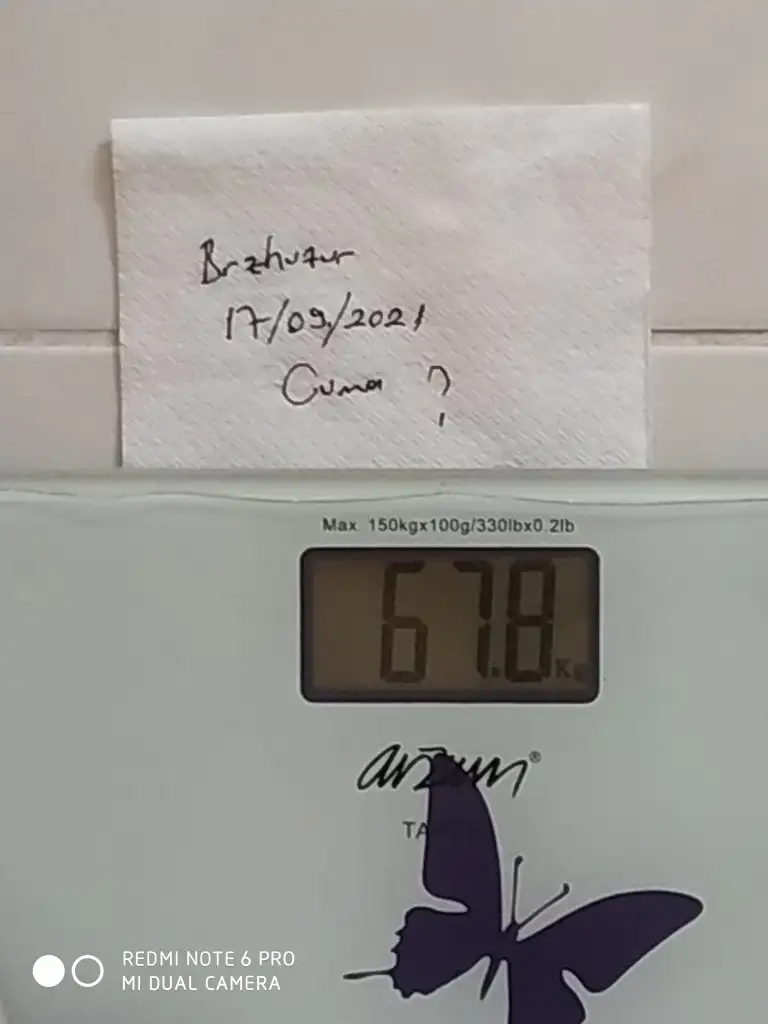 Brzhuzur
17/09/2021
Cuma ?
Max. 150kgx100g/330lbx0.2lb
67.8 Kg
arzum®
REDMI NOTE 6 PRO
MI DUAL CAMERA